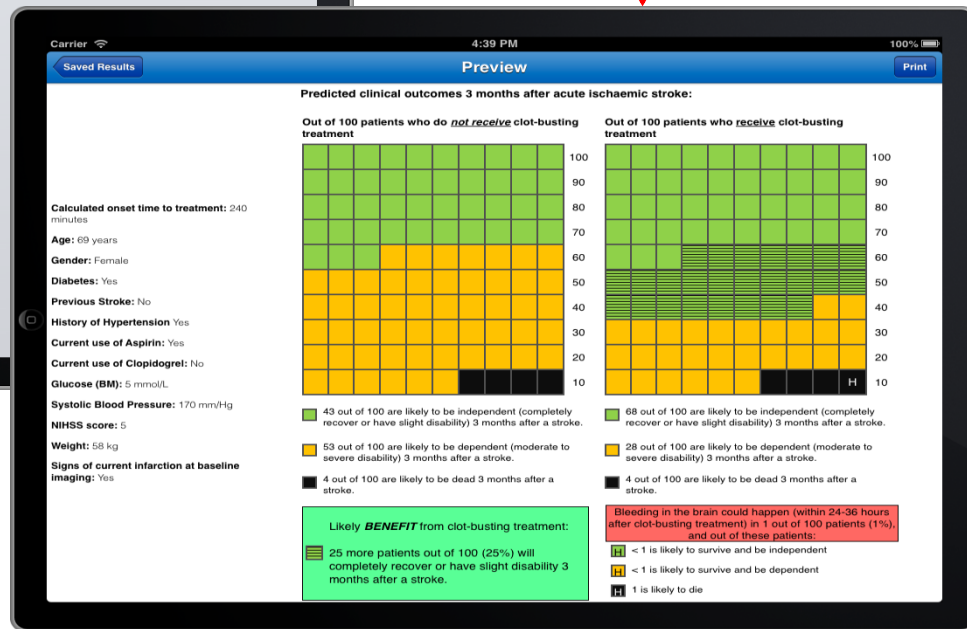 Carrier
4:39 PM
100%
Saved Results
Preview
Print
Predicted clinical outcomes 3 months after acute ischaemic stroke:
Calculated onset time to treatment: 240
minutes
Age: 69 years
Gender: Female
Diabetes: Yes
Previous Stroke: No
History of Hypertension Yes
Current use of Aspirin: Yes
Current use of Clopidogrel: No
Glucose (BM): 5 mmol/L
Systolic Blood Pressure: 170 mm/Hg
NIHSS score: 5
Weight: 58 kg
Signs of current infarction at baseline
imaging: Yes
Out of 100 patients who do not receive clot-busting
treatment
100
90
80
70
60
50
40
30
20
10
43 out of 100 are likely to be independent (completely
recover or have slight disability) 3 months after a stroke.
53 out of 100 are likely to be dependent (moderate to
severe disability) 3 months after a stroke.
4 out of 100 are likely to be dead 3 months after a
stroke.
Likely BENEFIT from clot-busting treatment:
25 more patients out of 100 (25%) will
completely recover or have slight disability 3
months after a stroke.
Out of 100 patients who receive clot-busting
treatment
100
90
80
70
60
50
40
30
20
H 10
68 out of 100 are likely to be independent (completely
recover or have slight disability) 3 months after a stroke.
28 out of 100 are likely to be dependent (moderate to
severe disability) 3 months after a stroke.
4 out of 100 are likely to be dead 3 months after a
stroke.
Bleeding in the brain could happen (within 24-36 hours
after clot-busting treatment) in 1 out of 100 patients (1%),
and out of these patients:
H < 1 is likely to survive and be independent
H < 1 is likely to survive and be dependent
H 1 is likely to die